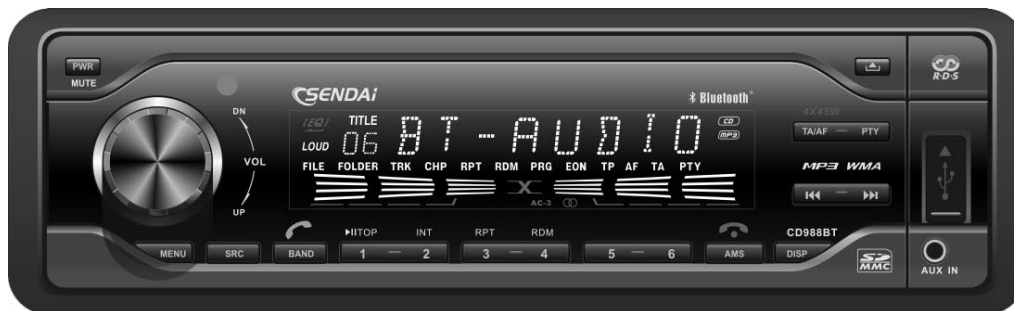 PWR
MUTE
R·D·S
SENDAi
Bluetooth®
DN
VOL
UP
[EQ] TITLE
LOUD 06 BT-AUDIO
CD
MP3
FILE FOLDER TRK CHP RPT RDM PRG EON TP AF TA PTY
AC-3
4X45W
TA/AF — PTY
MP3 WMA
▶IITOP INT RPT RDM
CD988BT
MENU SRC BAND 1 — 2 3 — 4 5 — 6 AMS DISP
SD
MMC
AUX IN